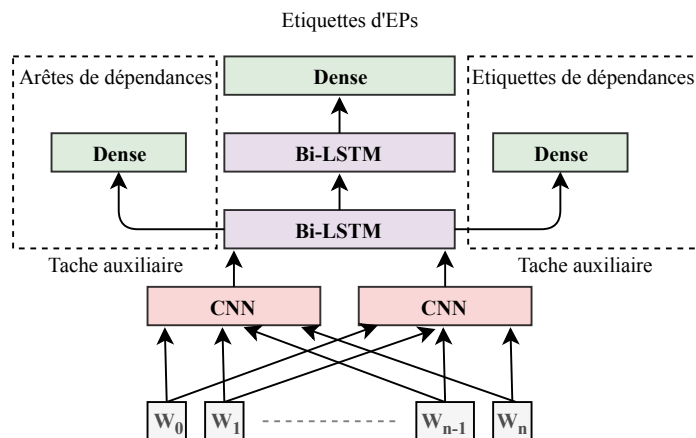 Etiquettes d'EPs
Arêtes de dépendances
Dense
Etiquettes de dépendances
Dense
Bi-LSTM
Dense
Bi-LSTM
Tache auxiliaire
Tache auxiliaire
CNN
CNN
W0 W1 Wn-1 Wn